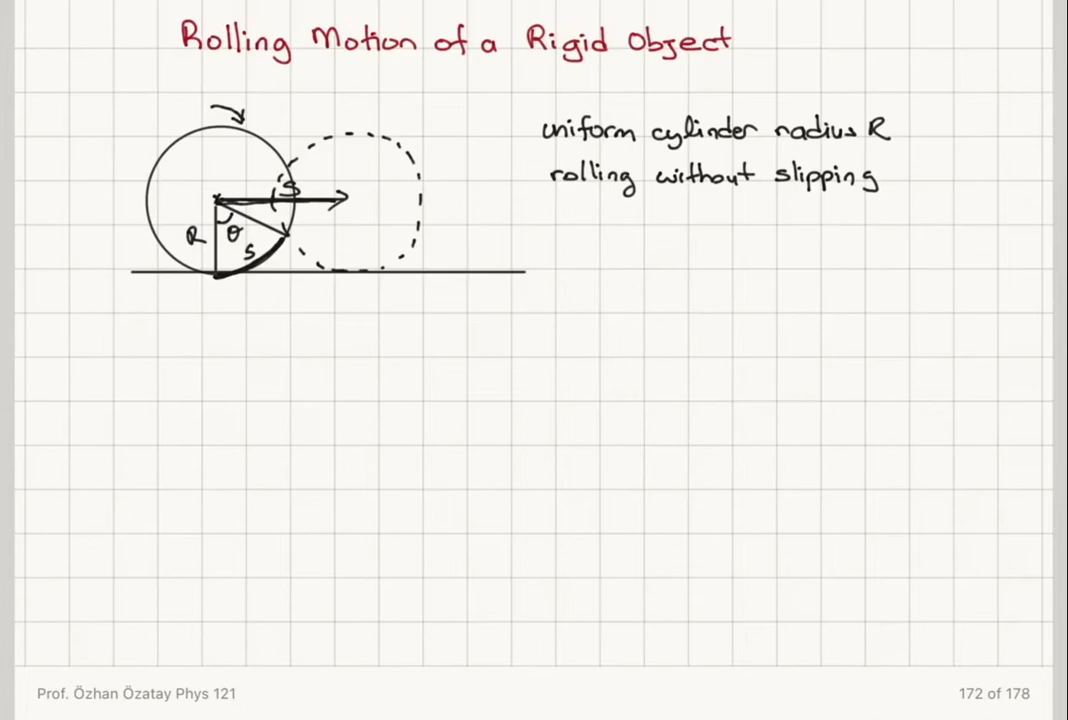 Rolling Motion of a Rigid Object
uniform cylinder radius R
rolling without slipping
S
R θ
S
Prof. Özhan Özatay Phys 121
172 of 178